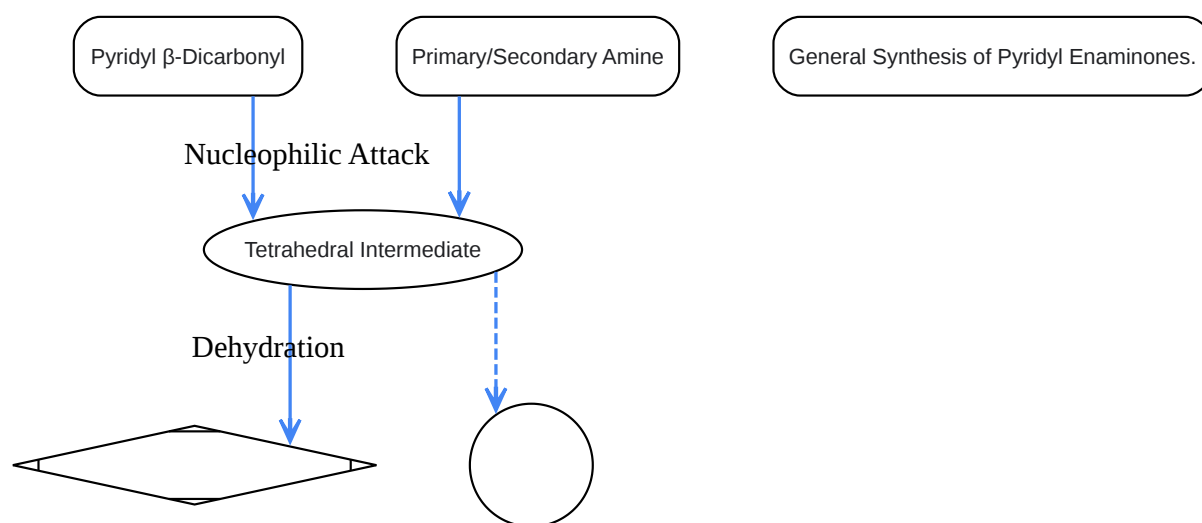 Pyridyl β-Dicarbonyl
Primary/Secondary Amine
General Synthesis of Pyridyl Enaminones.
Nucleophilic Attack
Tetrahedral Intermediate
Dehydration